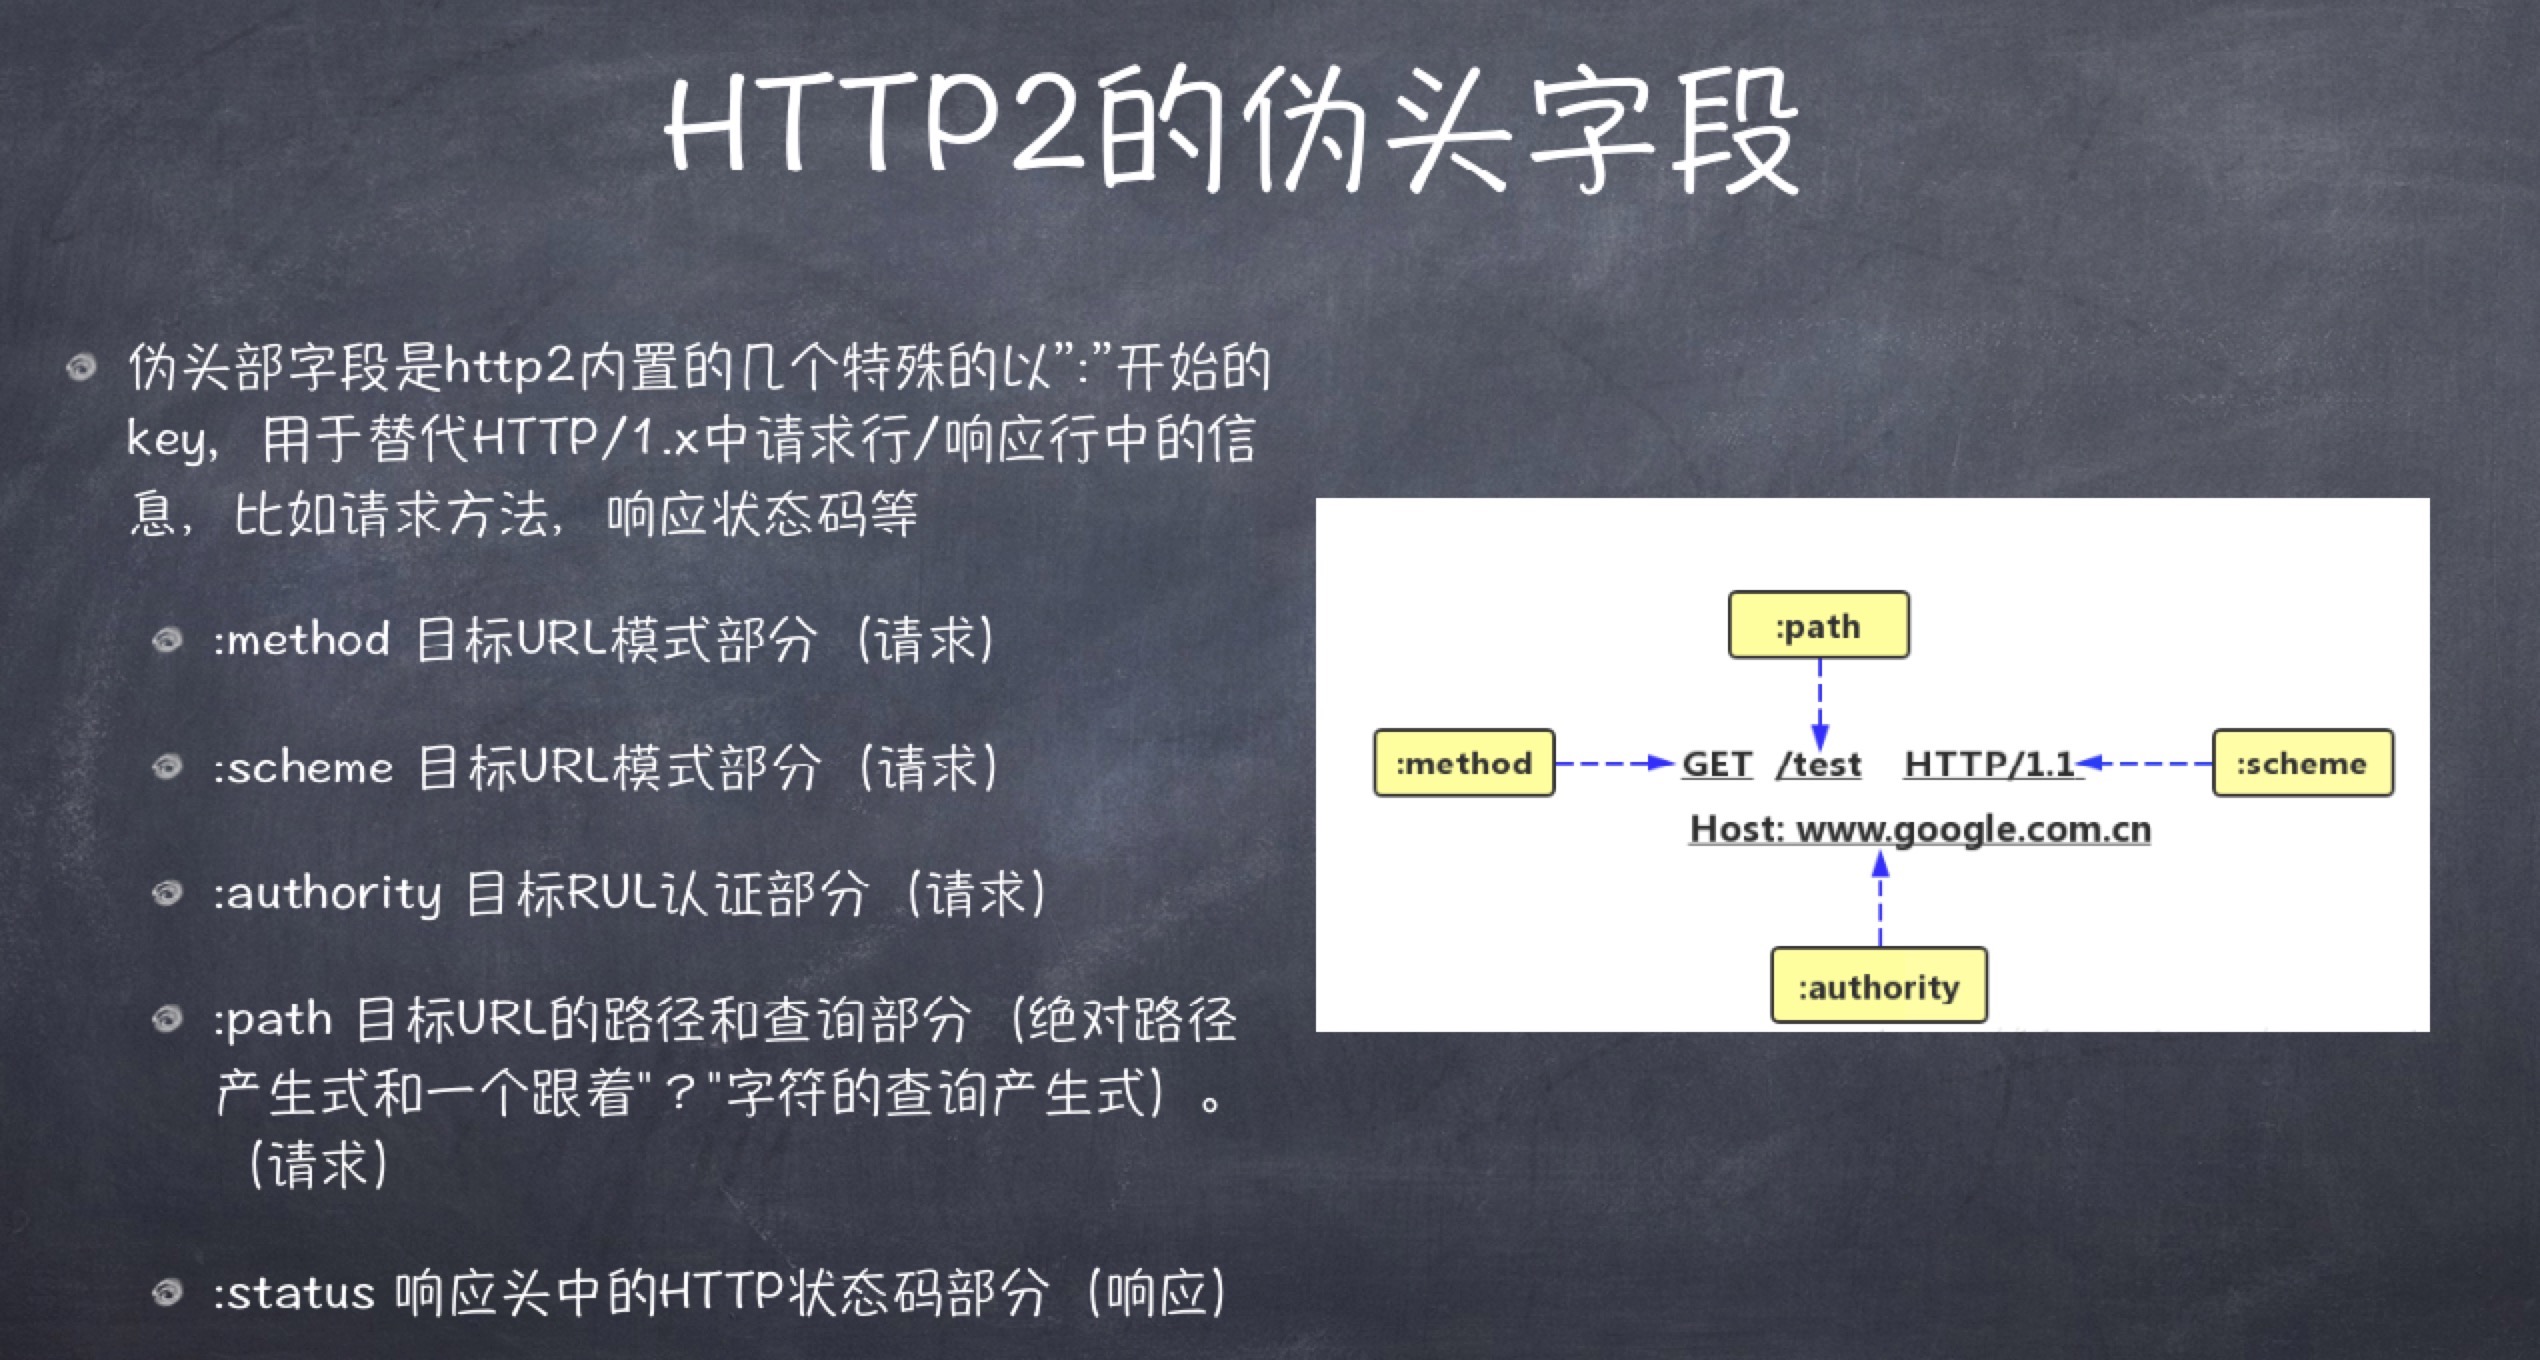 HTTP2的伪头字段
伪头部字段是http2内置的几个特殊的以”:”开始的
key, 用于替代HTTP/1.x中请求行/响应行中的信
息, 比如请求方法, 响应状态码等
:method 目标URL模式部分（请求）
:scheme 目标URL模式部分（请求）
:authority 目标RUL认证部分（请求）
:path 目标URL的路径和查询部分（绝对路径
产生式和一个跟着"？"字符的查询产生式）。
（请求）
:status 响应头中的HTTP状态码部分（响应）
:path
:method
GET /test HTTP/1.1
:scheme
Host: www.google.com.cn
:authority